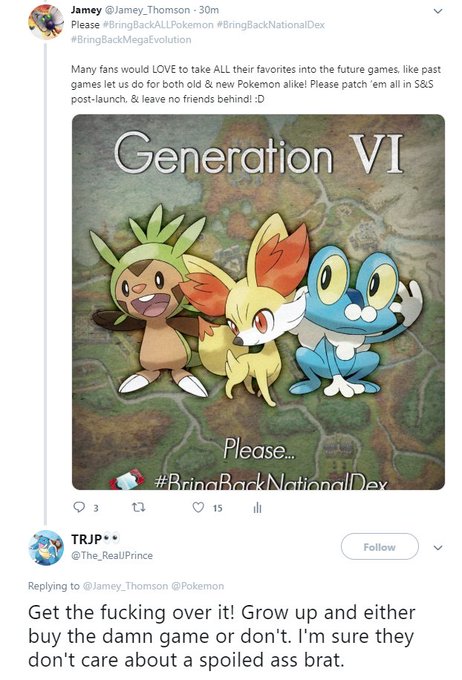 Jamey @Jamey_Thomson · 30m
Please #BringBackALLPokemon #BringBackNationalDex
#BringBackMegaEvolution
Many fans would LOVE to take ALL their favorites into the future games, like past
games let us do for both old & new Pokemon alike! Please patch 'em all in S&S
post-launch, & leave no friends behind! :D
Generation VI
Please...
#BringBackNationalDex
3
15
TRJP
@The_RealJPrince
Follow
Replying to @Jamey_Thomson @Pokemon
Get the fucking over it! Grow up and either
buy the damn game or don't. I'm sure they
don't care about a spoiled ass brat.